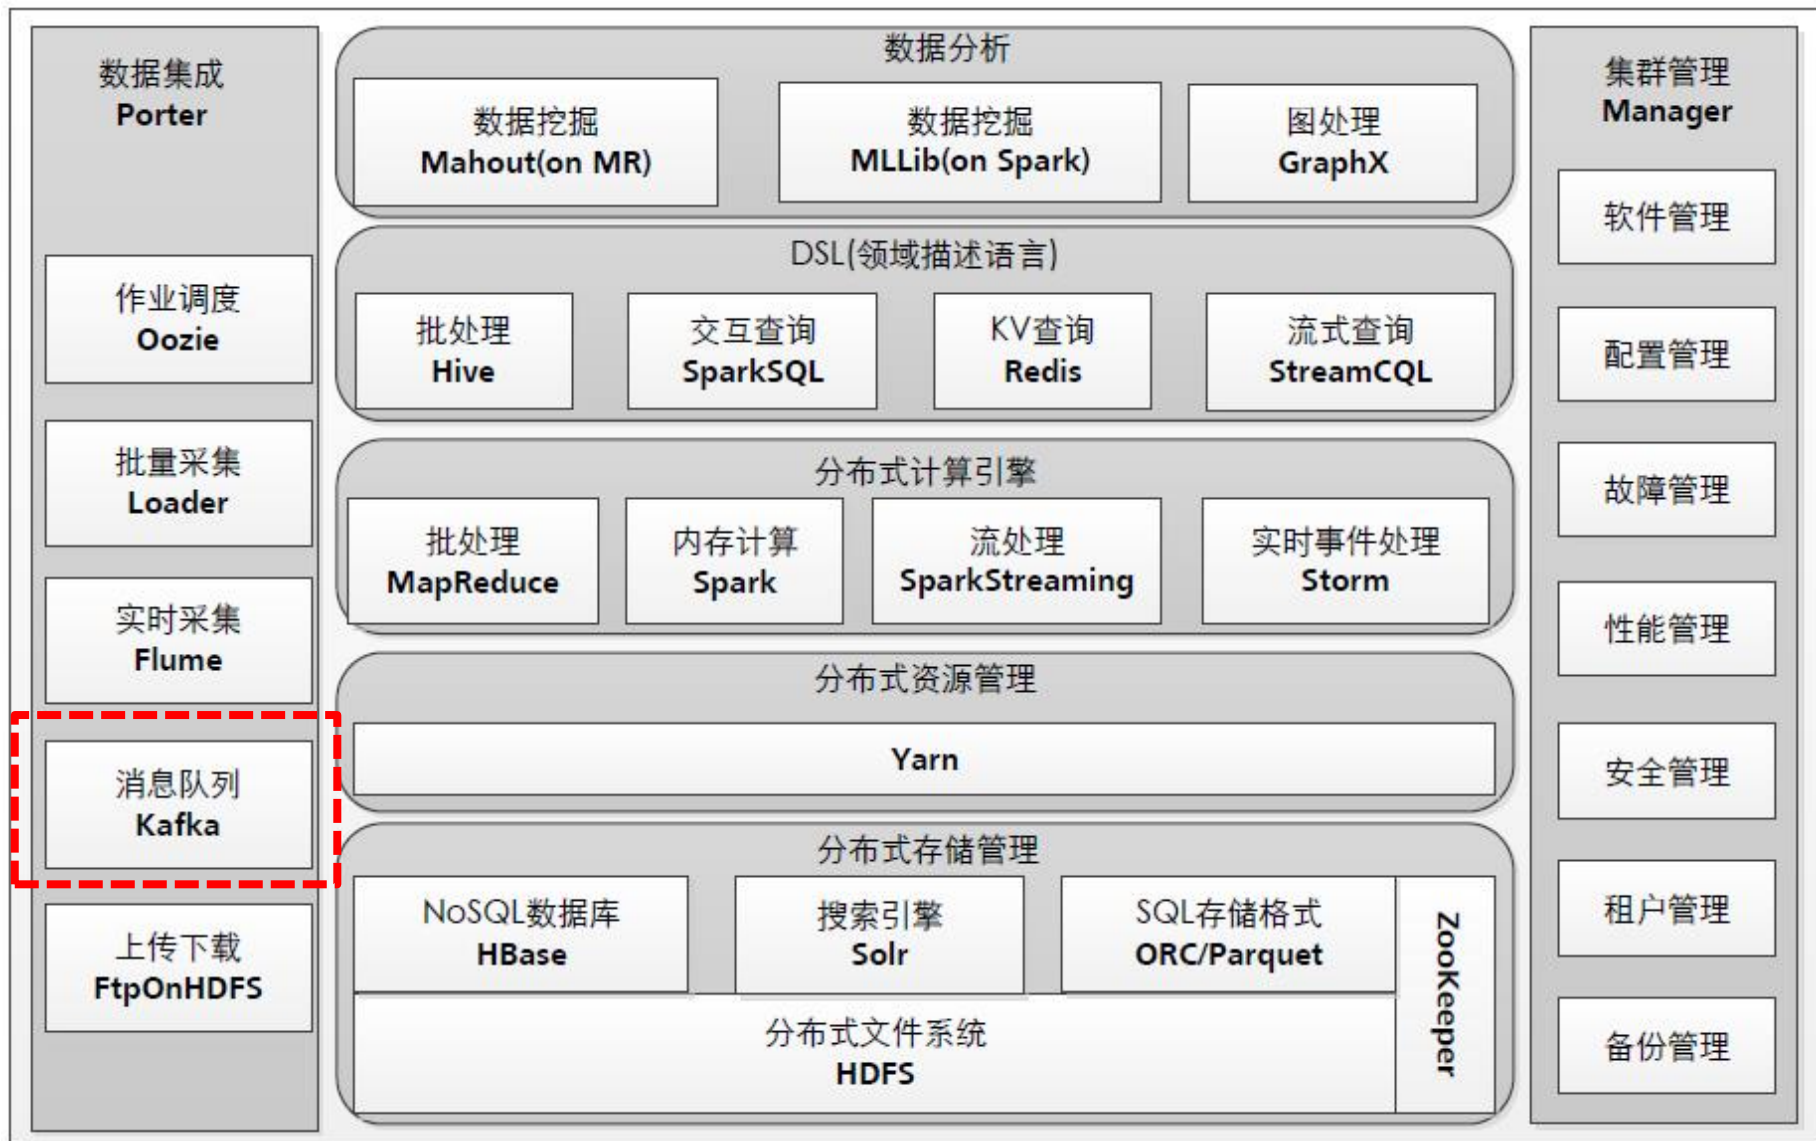 数据集成
Porter
作业调度
Oozie
批量采集
Loader
实时采集
Flume
消息队列
Kafka
上传下载
FtpOnHDFS
数据分析
数据挖掘
Mahout(on MR)
数据挖掘
MLLib(on Spark)
图处理
GraphX
DSL(领域描述语言)
批处理
Hive
交互查询
SparkSQL
KV查询
Redis
流式查询
StreamCQL
分布式计算引擎
批处理
MapReduce
内存计算
Spark
流处理
SparkStreaming
实时事件处理
Storm
分布式资源管理
Yarn
分布式存储管理
NoSQL数据库
HBase
搜索引擎
Solr
SQL存储格式
ORC/Parquet
ZooKeeper
分布式文件系统
HDFS
集群管理
Manager
软件管理
配置管理
故障管理
性能管理
安全管理
租户管理
备份管理